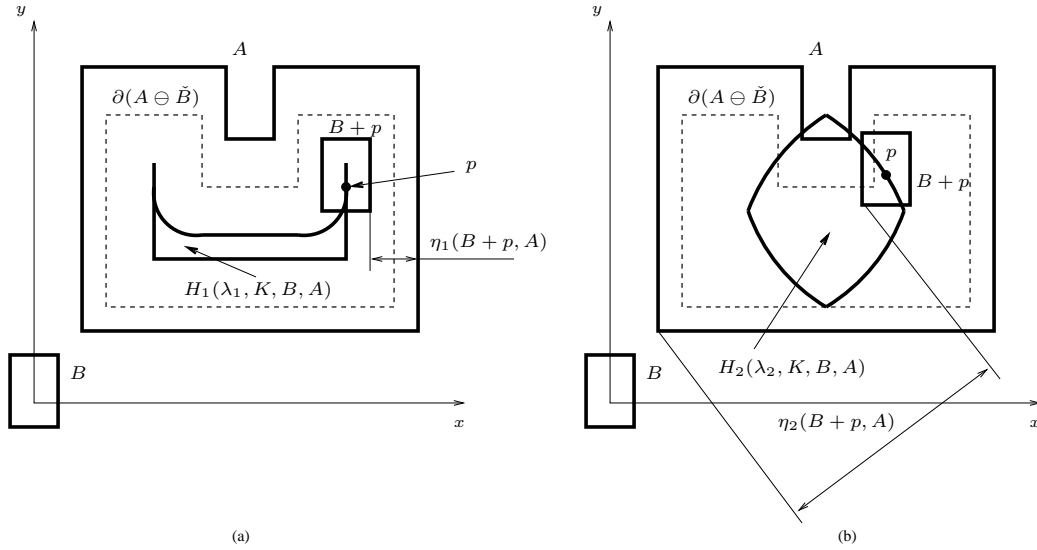 y
A
∂(A ⊖ B̌)
B + p
p
η₁(B + p, A)
H₁(λ₁, K, B, A)
B
x
(a)
y
A
∂(A ⊖ B̌)
p
B + p
H₂(λ₂, K, B, A)
B
η₂(B + p, A)
x
(b)